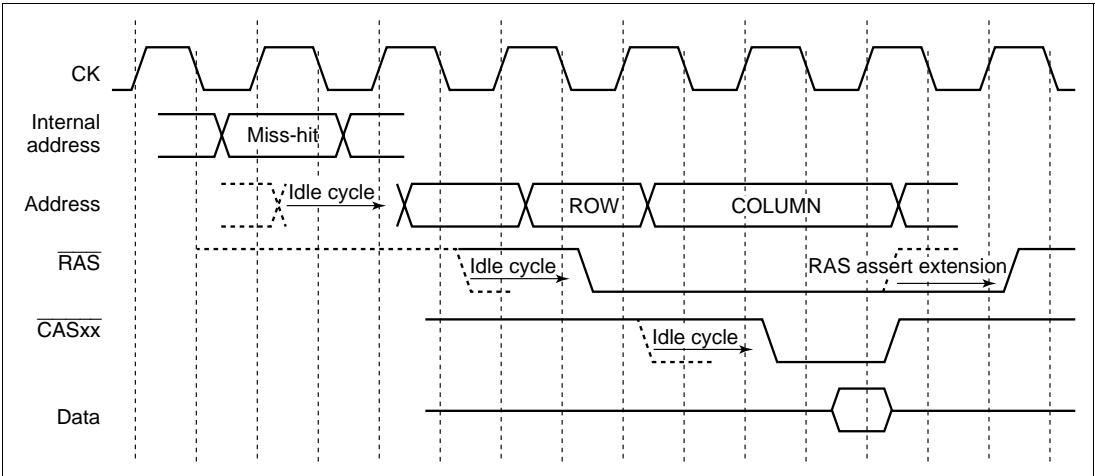 CK
Internal
address
Miss-hit
Address
Idle cycle
ROW
COLUMN
RAS
Idle cycle
RAS assert extension
CASxx
Idle cycle
Data